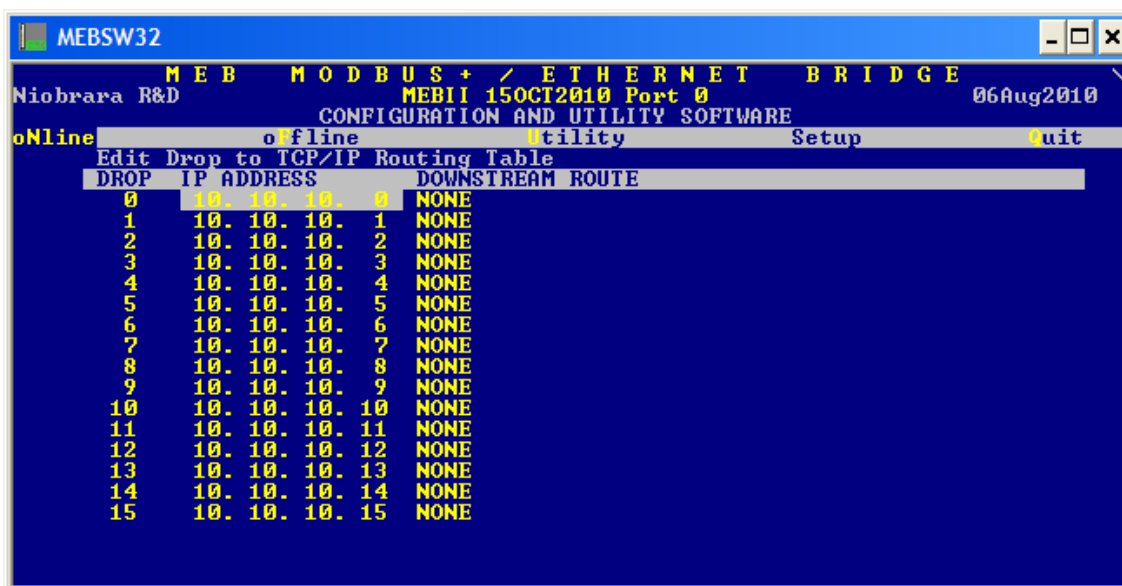 MEBSW32
M E B   M O D B U S + / E T H E R N E T   B R I D G E \
Niobrara R&D MEBII 15OCT2010 Port 0 06Aug2010
CONFIGURATION AND UTILITY SOFTWARE
oNline oFfline Utility Setup Quit
Edit Drop to TCP/IP Routing Table
DROP IP ADDRESS DOWNSTREAM ROUTE
0 10. 10. 10. 0 NONE
1 10. 10. 10. 1 NONE
2 10. 10. 10. 2 NONE
3 10. 10. 10. 3 NONE
4 10. 10. 10. 4 NONE
5 10. 10. 10. 5 NONE
6 10. 10. 10. 6 NONE
7 10. 10. 10. 7 NONE
8 10. 10. 10. 8 NONE
9 10. 10. 10. 9 NONE
10 10. 10. 10. 10 NONE
11 10. 10. 10. 11 NONE
12 10. 10. 10. 12 NONE
13 10. 10. 10. 13 NONE
14 10. 10. 10. 14 NONE
15 10. 10. 10. 15 NONE